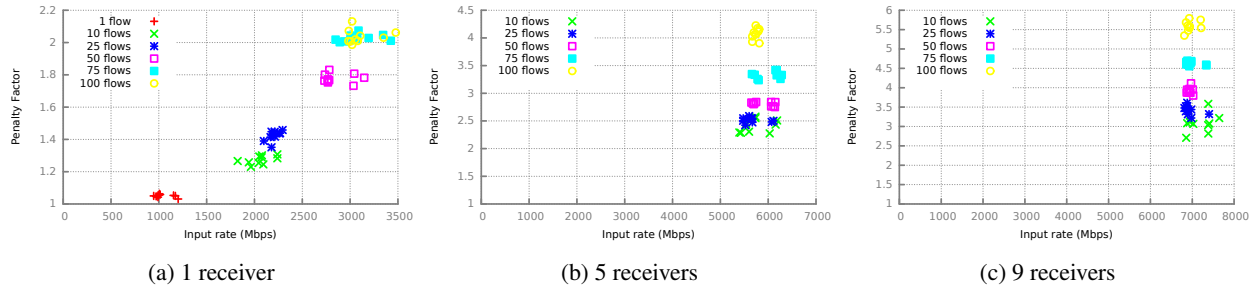 2.2
2
1.8
1.6
1.4
1.2
1
Penalty Factor
1 flow
10 flows
25 flows
50 flows
75 flows
100 flows
0 500 1000 1500 2000 2500 3000 3500
Input rate (Mbps)
(a) 1 receiver
4.5
4
3.5
3
2.5
2
1.5
1
Penalty Factor
10 flows
25 flows
50 flows
75 flows
100 flows
0 1000 2000 3000 4000 5000 6000 7000
Input rate (Mbps)
(b) 5 receivers
6
5.5
5
4.5
4
3.5
3
2.5
2
1.5
1
Penalty Factor
10 flows
25 flows
50 flows
75 flows
100 flows
0 1000 2000 3000 4000 5000 6000 7000 8000
Input rate (Mbps)
(c) 9 receivers